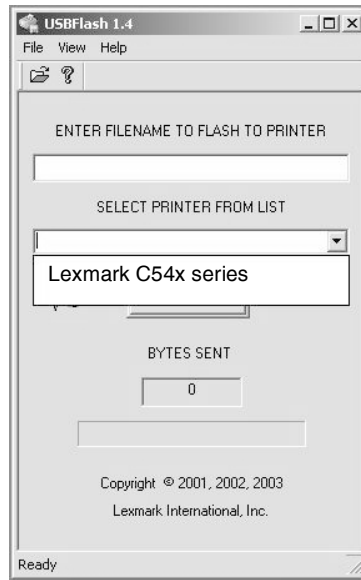 USBFlash 1.4
File View Help
ENTER FILENAME TO FLASH TO PRINTER
SELECT PRINTER FROM LIST
Lexmark C54x series
BYTES SENT
0
Copyright © 2001, 2002, 2003
Lexmark International, Inc.
Ready